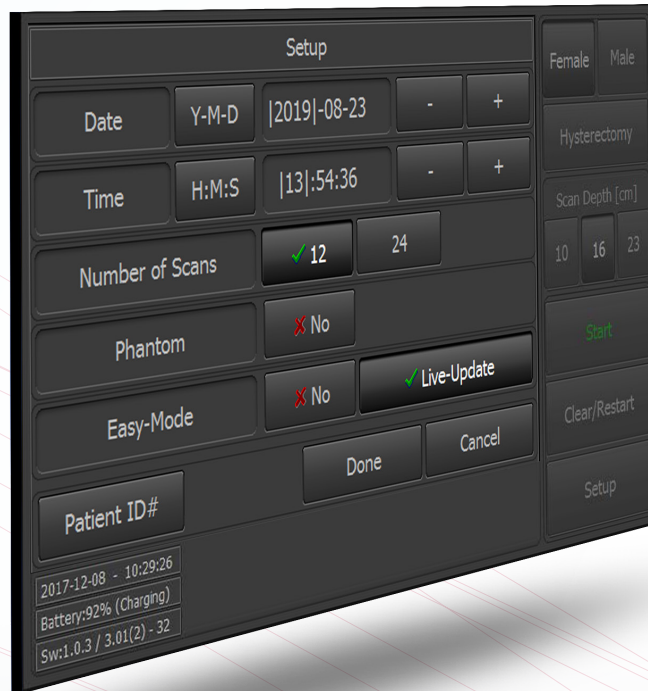 Setup
Date Y-M-D |2019|-08-23 - +
Time H:M:S |13|:54:36 - +
Number of Scans ✓ 12 24
Phantom ✗ No
Easy-Mode ✗ No ✓ Live-Update
Done Cancel
Patient ID#
2017-12-08 - 10:29:26
Battery:92% (Charging)
Sw:1.0.3 / 3.01(2) - 32
Female Male
Hysterectomy
Scan Depth [cm]
10 16 23
Start
Clear/Restart
Setup